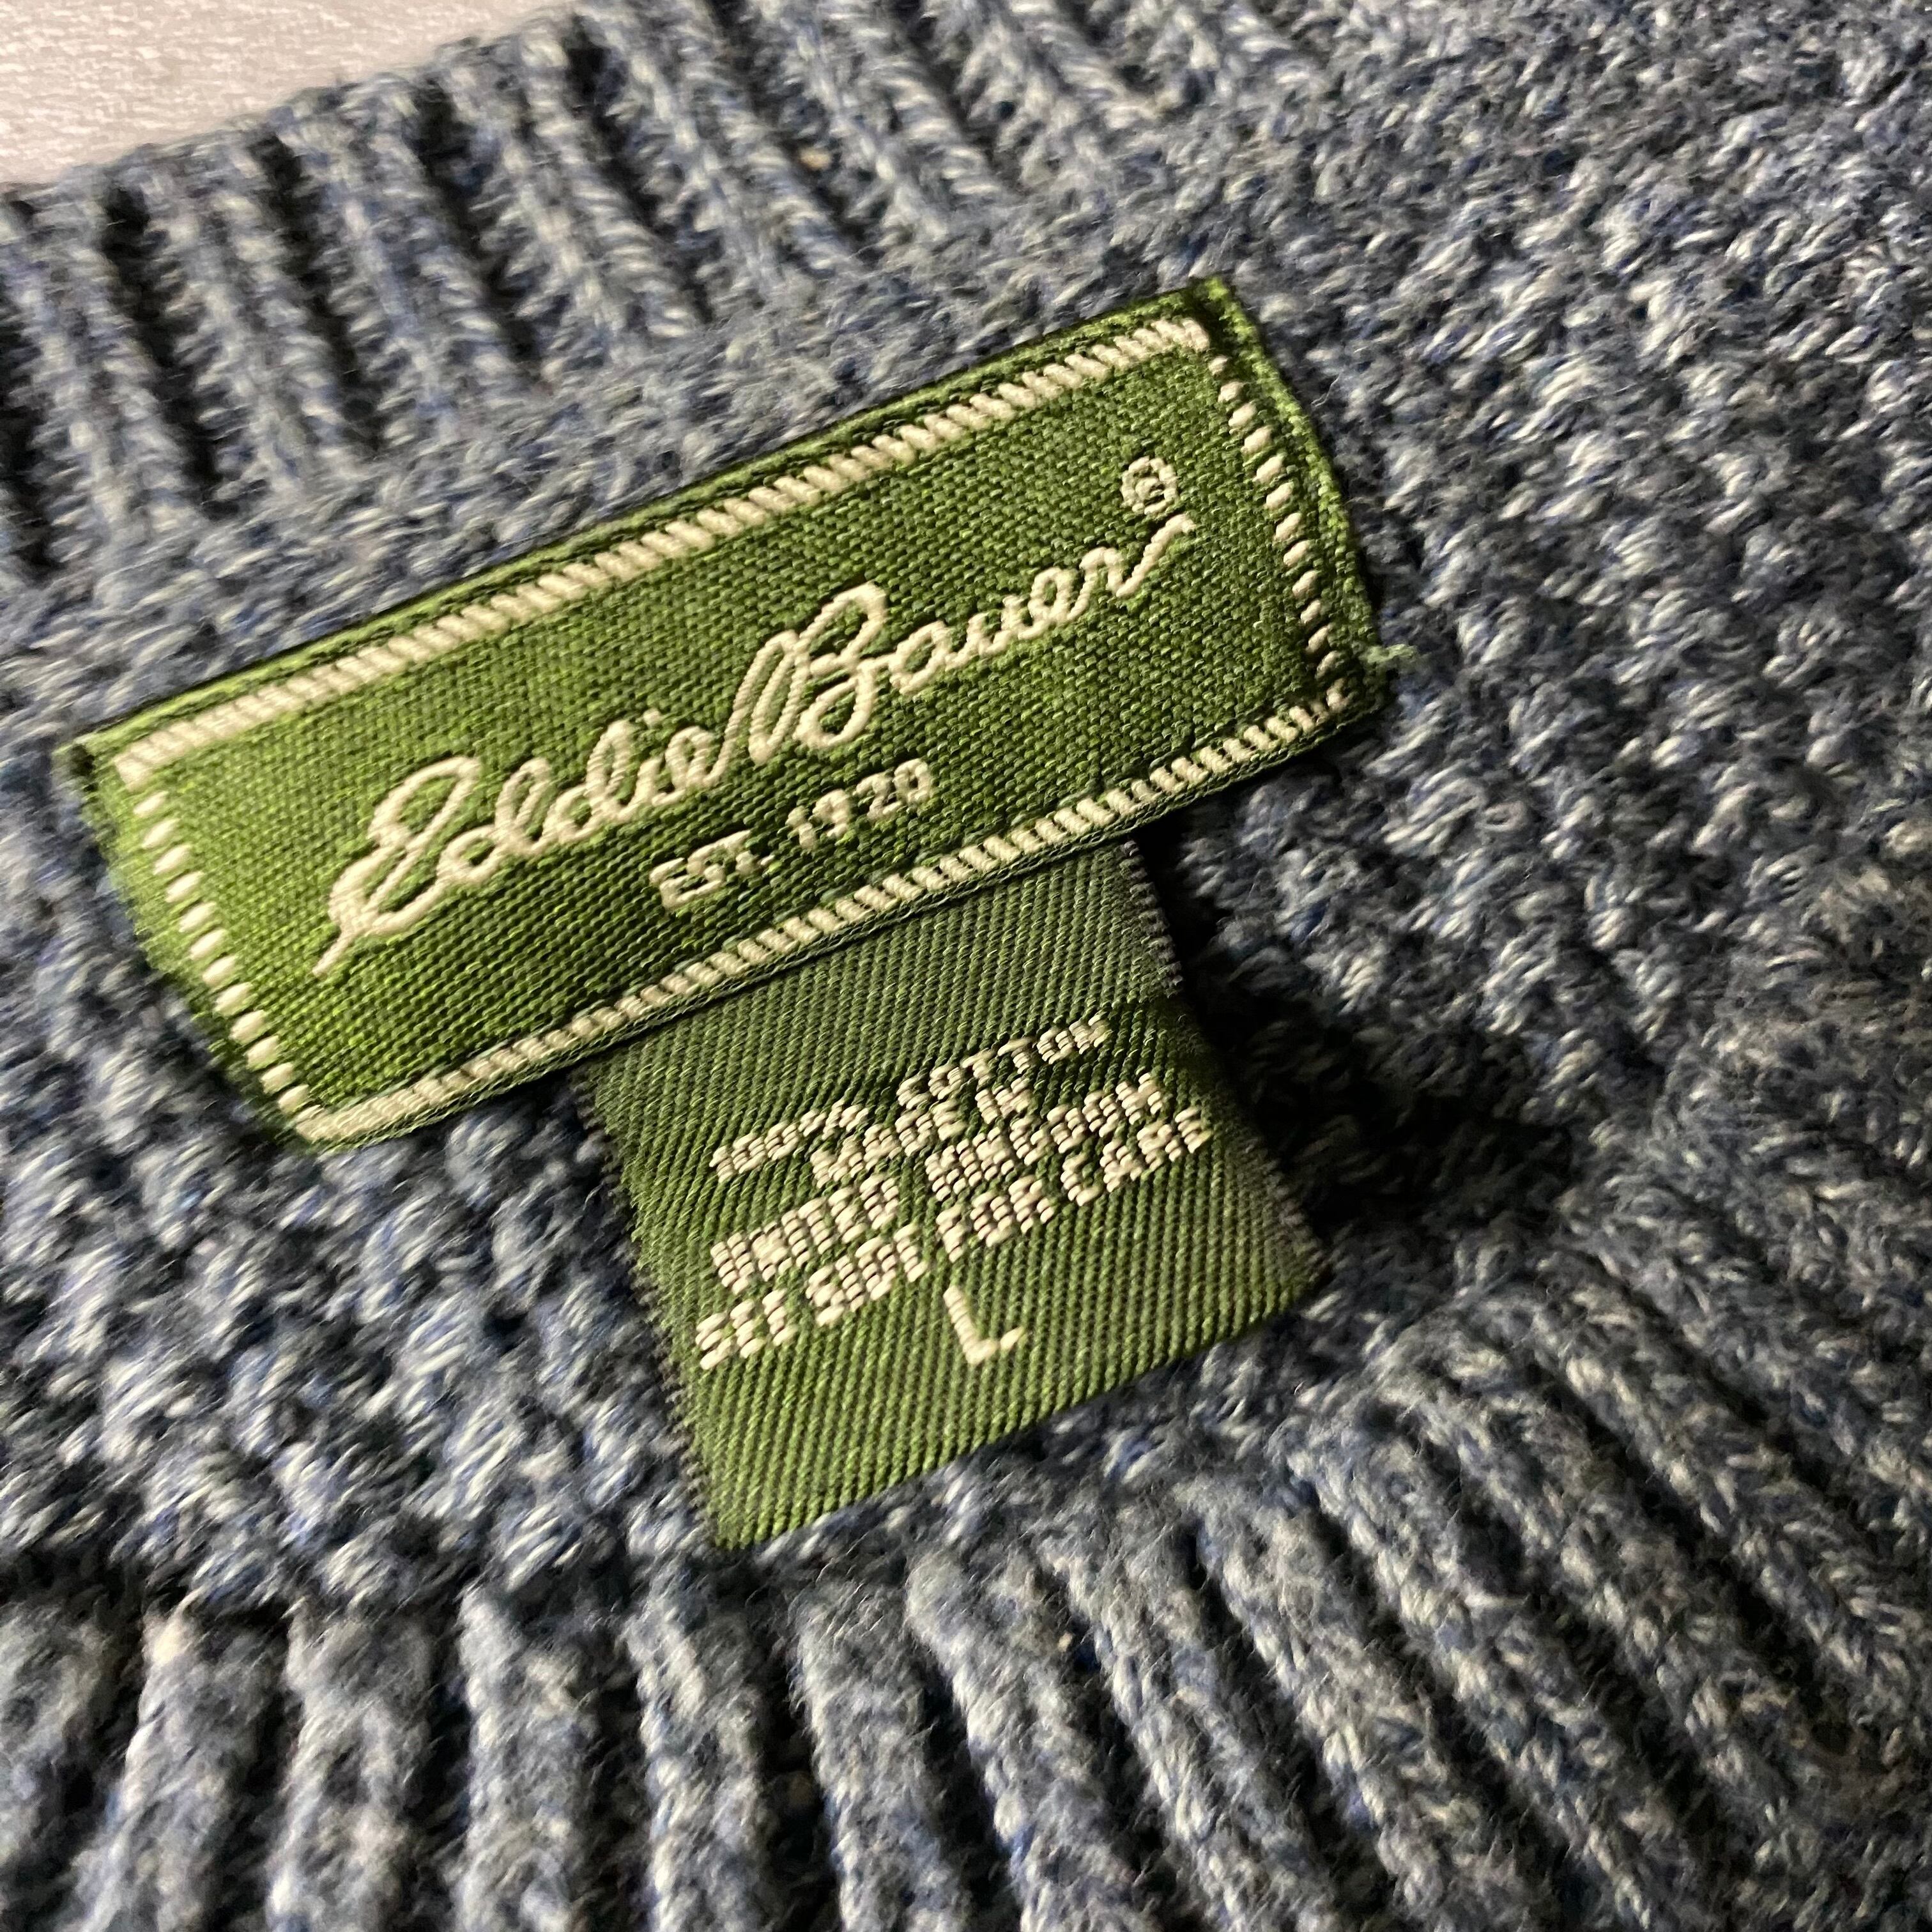 Eddie Bauer®
EST. 1920
100% COTTON
MADE IN
UNITED KINGDOM
SEE SIDE FOR CARE
L